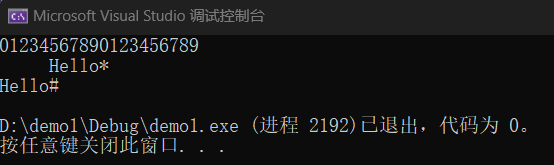 Microsoft Visual Studio 调试控制台
01234567890123456789
     Hello*
Hello#
D:\demo1\Debug\demo1.exe (进程 2192)已退出，代码为 0。
按任意键关闭此窗口. . .